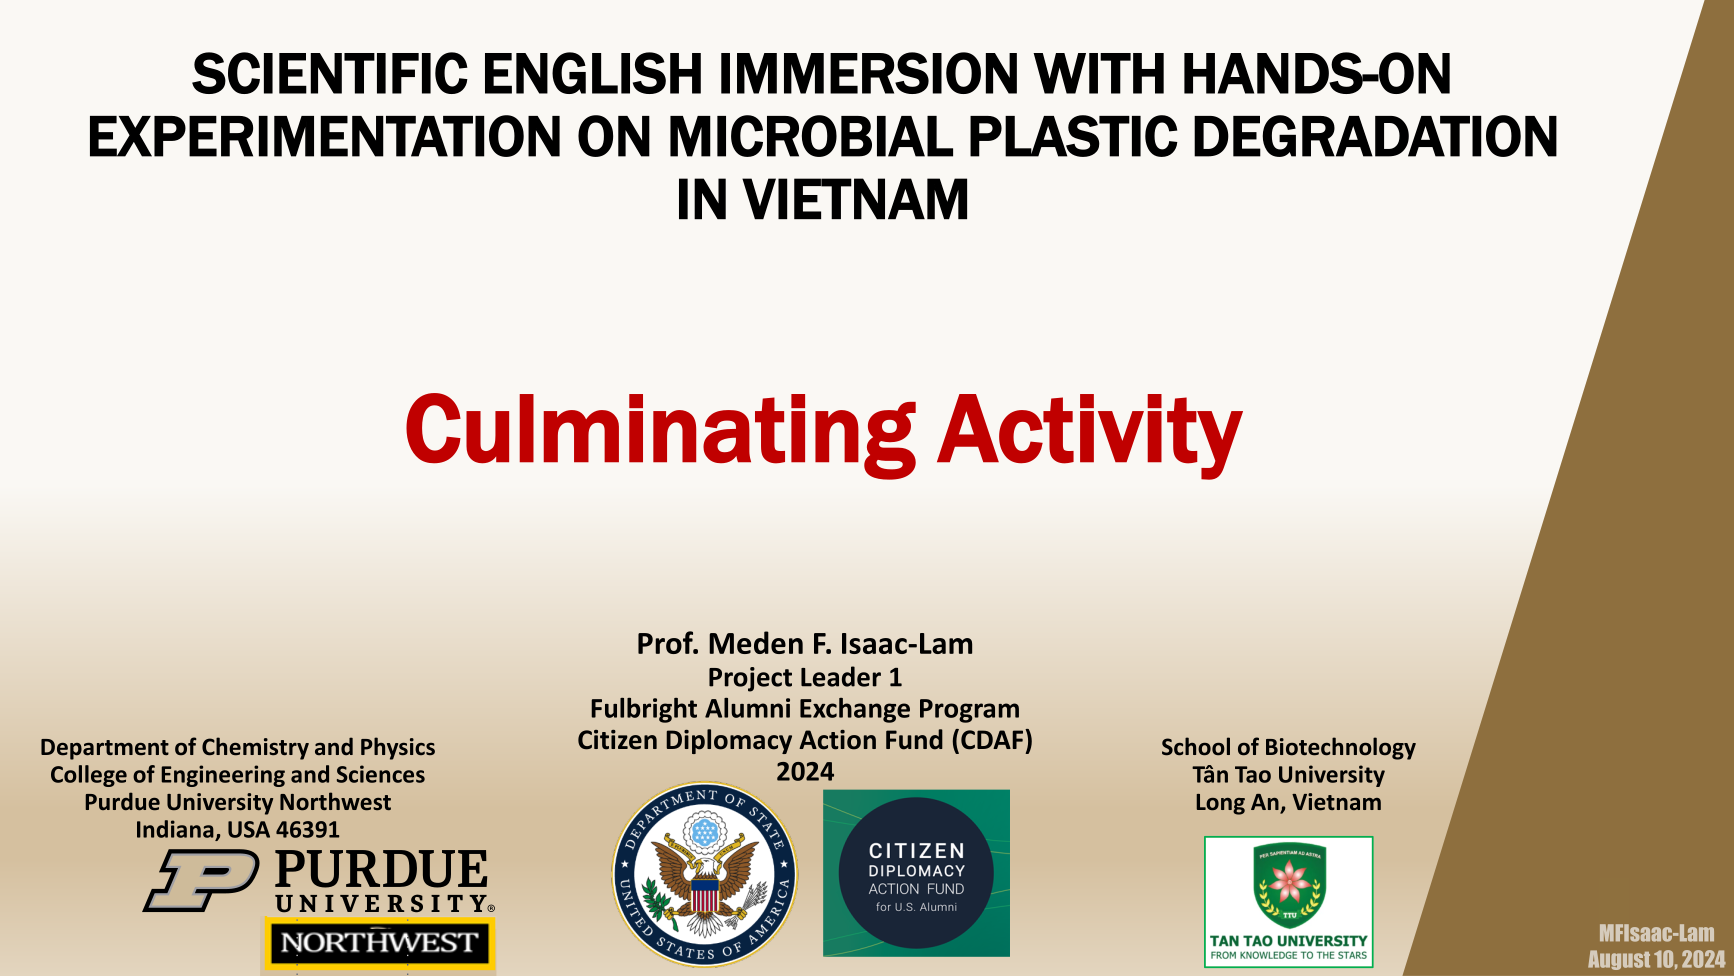 SCIENTIFIC ENGLISH IMMERSION WITH HANDS-ON
EXPERIMENTATION ON MICROBIAL PLASTIC DEGRADATION
IN VIETNAM
Culminating Activity
Prof. Meden F. Isaac-Lam
Project Leader 1
Fulbright Alumni Exchange Program
Citizen Diplomacy Action Fund (CDAF)
2024
Department of Chemistry and Physics
College of Engineering and Sciences
Purdue University Northwest
Indiana, USA 46391
PURDUE
UNIVERSITY®
NORTHWEST
DEPARTMENT OF STATE
UNITED STATES OF AMERICA
CITIZEN
DIPLOMACY
ACTION FUND
for U.S. Alumni
School of Biotechnology
Tân Tao University
Long An, Vietnam
PER SAPIENTIAM AD ASTRA
TTU
TAN TAO UNIVERSITY
FROM KNOWLEDGE TO THE STARS
MFIsaac-Lam
August 10, 2024